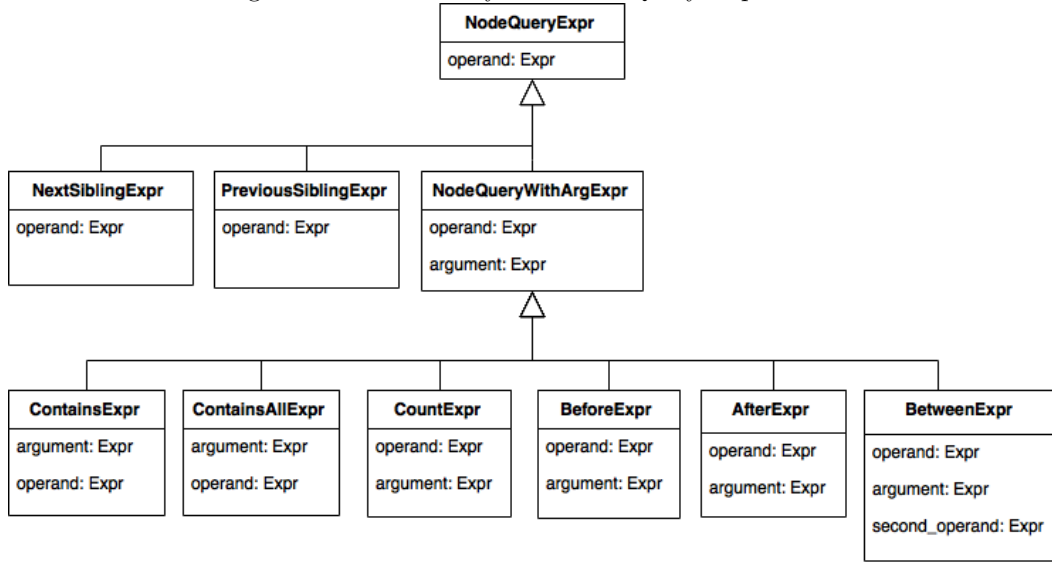 NodeQueryExpr
operand: Expr
NextSiblingExpr
operand: Expr
PreviousSiblingExpr
operand: Expr
NodeQueryWithArgExpr
operand: Expr
argument: Expr
ContainsExpr
argument: Expr
operand: Expr
ContainsAllExpr
argument: Expr
operand: Expr
CountExpr
operand: Expr
argument: Expr
BeforeExpr
operand: Expr
argument: Expr
AfterExpr
operand: Expr
argument: Expr
BetweenExpr
operand: Expr
argument: Expr
second_operand: Expr